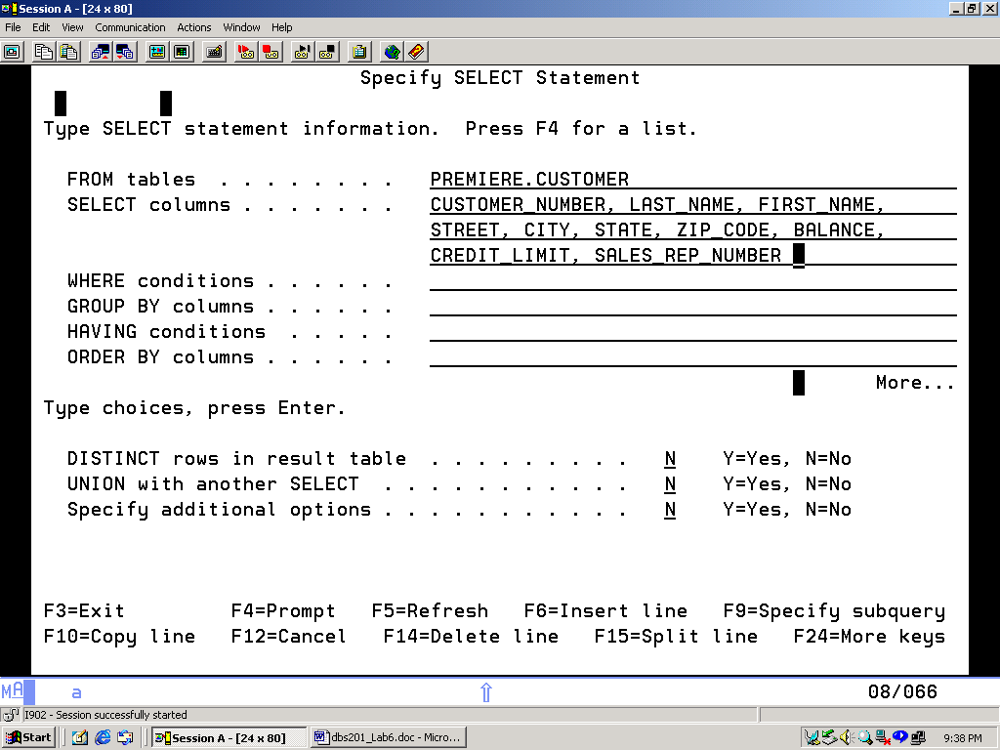 Session A - [24 x 80]
File Edit View Communication Actions Window Help
Specify SELECT Statement
Type SELECT statement information.  Press F4 for a list.
FROM tables  . . . . . . . .   PREMIERE.CUSTOMER
SELECT columns . . . . . . .   CUSTOMER_NUMBER, LAST_NAME, FIRST_NAME,
STREET, CITY, STATE, ZIP_CODE, BALANCE,
CREDIT_LIMIT, SALES_REP_NUMBER
WHERE conditions . . . . . .
GROUP BY columns . . . . . .
HAVING conditions  . . . . .
ORDER BY columns . . . . . .
More...
Type choices, press Enter.
DISTINCT rows in result table  . . . . . . . . .   N    Y=Yes, N=No
UNION with another SELECT  . . . . . . . . . . .   N    Y=Yes, N=No
Specify additional options . . . . . . . . . . .   N    Y=Yes, N=No
F3=Exit         F4=Prompt   F5=Refresh   F6=Insert line   F9=Specify subquery
F10=Copy line   F12=Cancel   F14=Delete line   F15=Split line   F24=More keys
MA a 08/066
I902 - Session successfully started
Start Session A - [24 x 80] dbs201_Lab6.doc - Micro... 9:38 PM